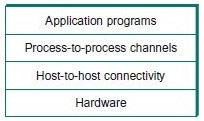 Application programs
Process-to-process channels
Host-to-host connectivity
Hardware